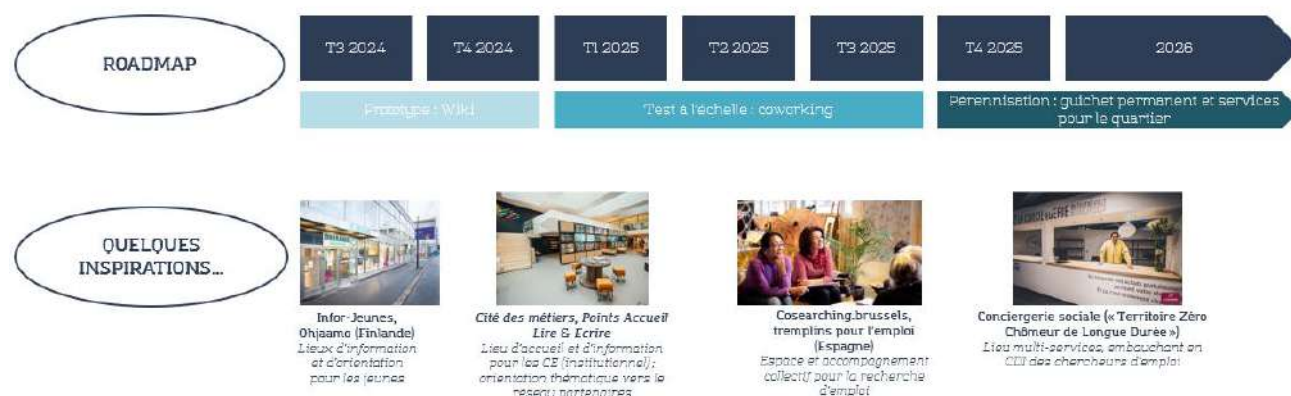 ROADMAP
T3 2024
T4 2024
T1 2025
T2 2025
T3 2025
T4 2025
2026
Prototype : Wiki
Test à l'échelle : coworking
Pérennisation : guichet permanent et services
pour le quartier
QUELQUES
INSPIRATIONS...
Infor-Jeunes,
Ohjaamo (Finlande)
Lieux d'information
et d'orientation
pour les jeunes
Cité des métiers, Points Accueil
Lire & Ecrire
Lieu d'accueil et d'information
pour les CE (institutionnel) ;
orientation thématique vers le
réseau partenaires
Cosearching.brussels,
tremplins pour l'emploi
(Espagne)
Espace et accompagnement
collectif pour la recherche
d'emploi
CONCIERGERIE
Conciergerie sociale (« Territoire Zéro
Chômeur de Longue Durée »)
Lieu multi-services, embauchant en
CDI des chercheurs d'emploi